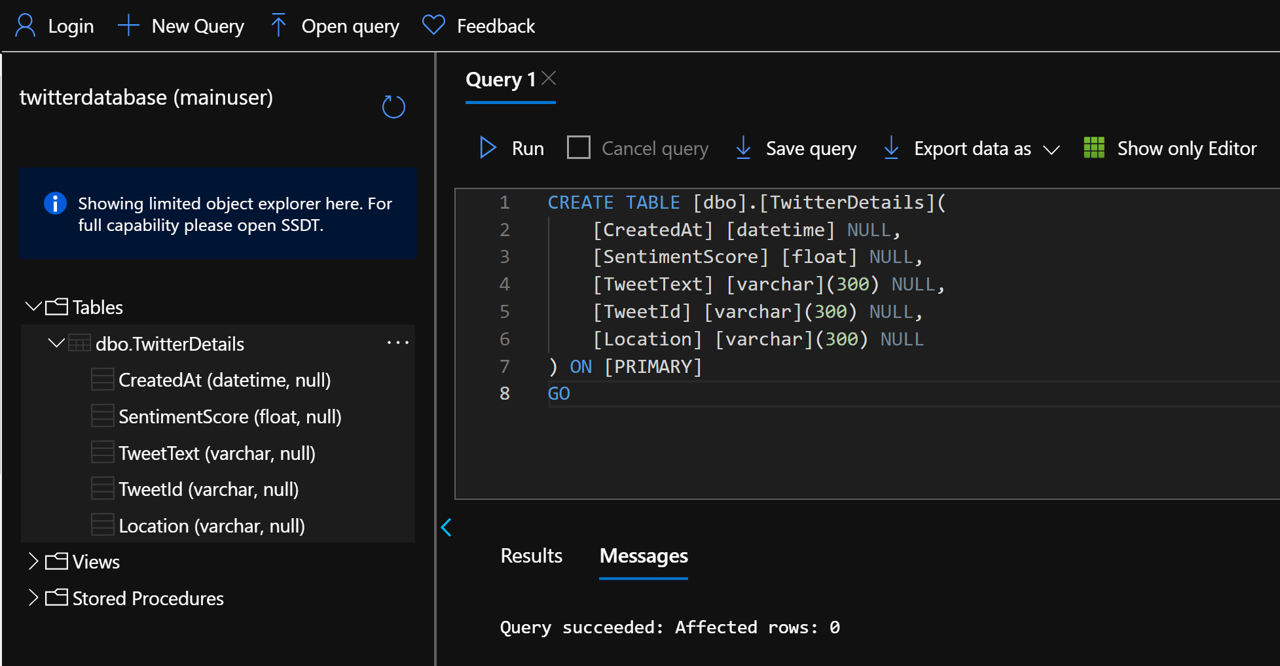 Login New Query Open query Feedback
twitterdatabase (mainuser)
Showing limited object explorer here. For
full capability please open SSDT.
Tables
dbo.TwitterDetails ...
CreatedAt (datetime, null)
SentimentScore (float, null)
TweetText (varchar, null)
TweetId (varchar, null)
Location (varchar, null)
Views
Stored Procedures
Query 1
Run Cancel query Save query Export data as Show only Editor
1 CREATE TABLE [dbo].[TwitterDetails](
2 [CreatedAt] [datetime] NULL,
3 [SentimentScore] [float] NULL,
4 [TweetText] [varchar](300) NULL,
5 [TweetId] [varchar](300) NULL,
6 [Location] [varchar](300) NULL
7 ) ON [PRIMARY]
8 GO
Results Messages
Query succeeded: Affected rows: 0